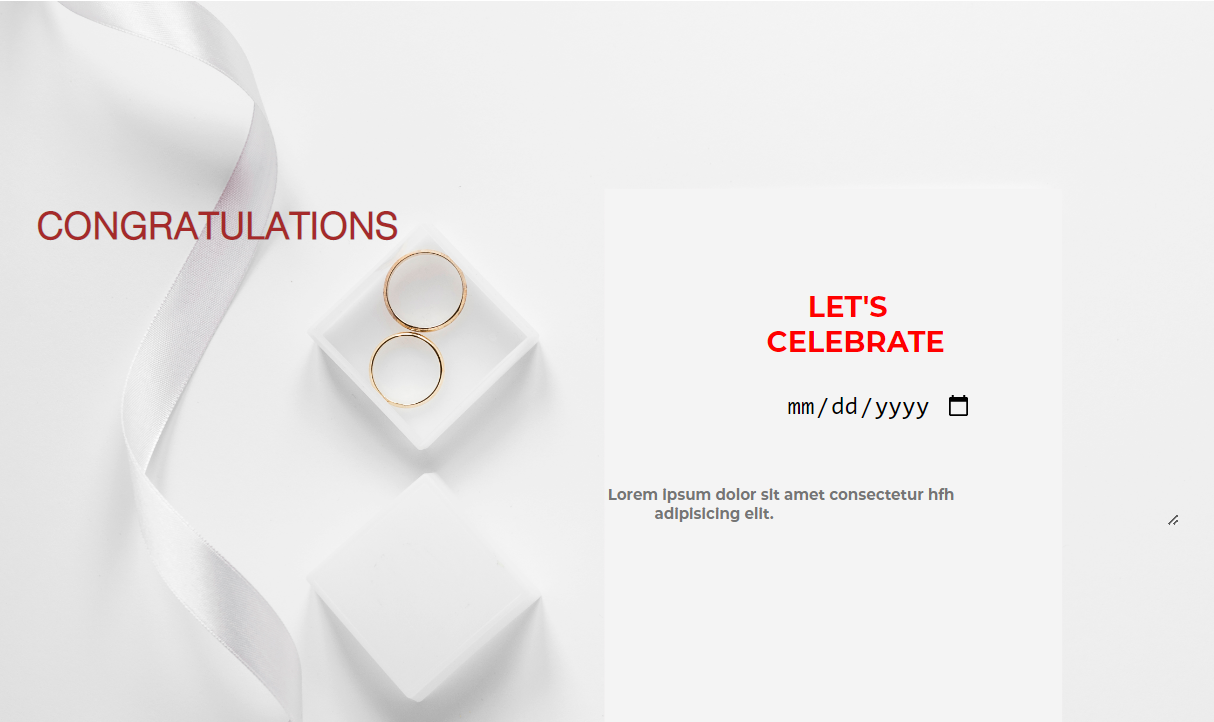 CONGRATULATIONS
LET'S
CELEBRATE
mm/dd/yyyy
Lorem ipsum dolor sit amet consectetur hfh
adipisicing elit.